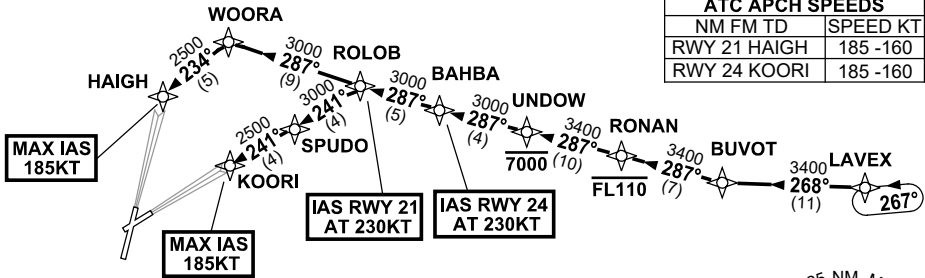 ATC APCH SPEEDS
NM FM TD SPEED KT
RWY 21 HAIGH 185 -160
RWY 24 KOORI 185 -160
WOORA
2500
234°
(5)
HAIGH
3000
287°
(9)
ROLOB
3000
287°
(5)
BAHBA
3000
287°
(4)
UNDOW
7000
3400
287°
(10)
RONAN
FL110
3400
287°
(7)
BUVOT
3400
268°
(11)
LAVEX
267°
3000
241°
(4)
SPUDO
2500
241°
(4)
KOORI
MAX IAS
185KT
MAX IAS
185KT
IAS RWY 21
AT 230KT
IAS RWY 24
AT 230KT
NM